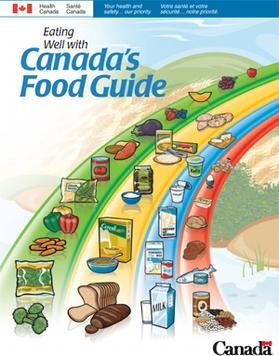 Health
Canada
Santé
Canada
Your health and
safety... our priority.
Votre santé et votre
sécurité... notre priorité.
Eating
Well with
Canada's
Food Guide
Cereal
MILK
Canada